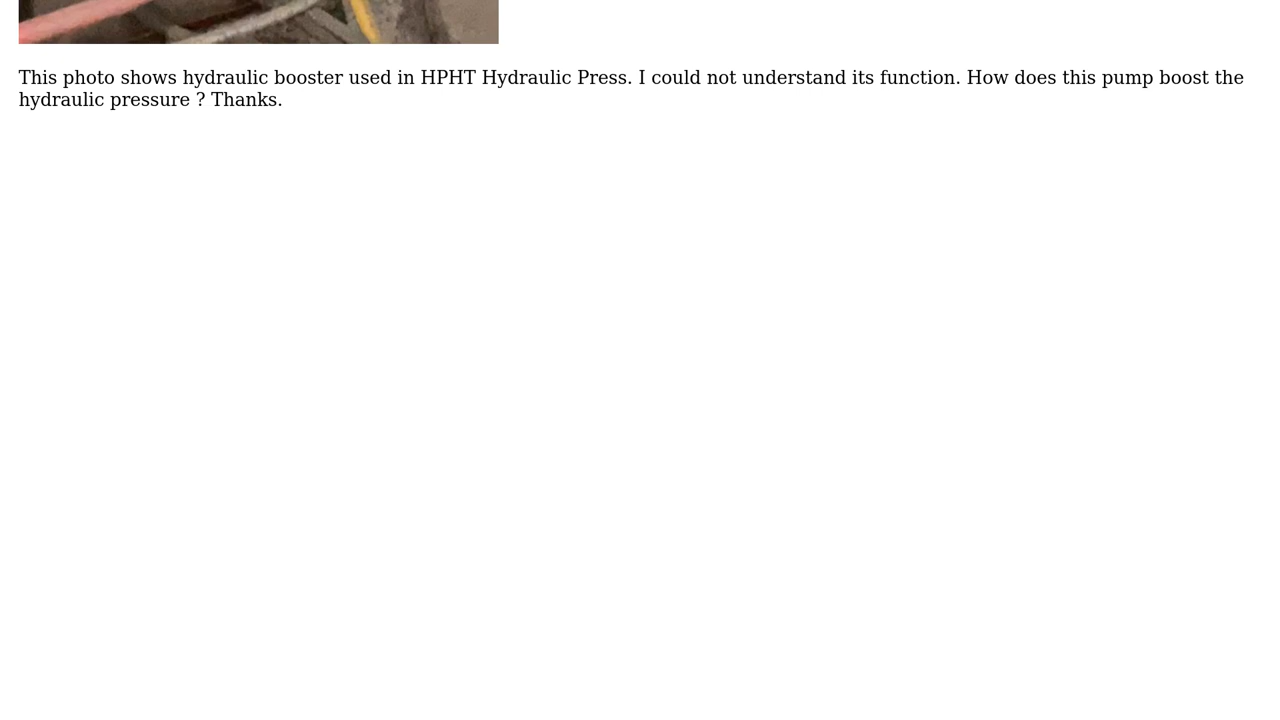 This photo shows hydraulic booster used in HPHT Hydraulic Press. I could not understand its function. How does this pump boost the
hydraulic pressure ? Thanks.